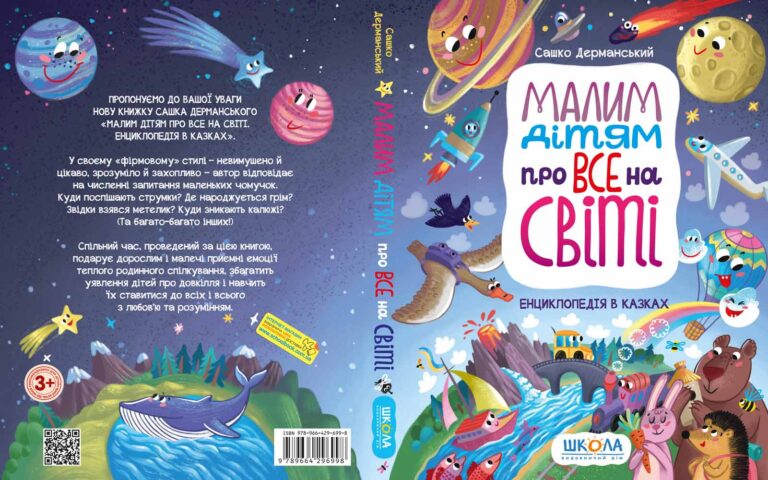 ПРОПОНУЄМО ДО ВАШОЇ УВАГИ
НОВУ КНИЖКУ САШКА ДЕРМАНСЬКОГО
«МАЛИМ ДІТЯМ ПРО ВСЕ НА СВІТІ.
ЕНЦИКЛОПЕДІЯ В КАЗКАХ».
У своєму «фірмовому» стилі – невимушено й
цікаво, зрозуміло й захопливо – автор відповідає
на численні запитання маленьких чомучок.
Куди поспішають струмки? Де народжується грім?
Звідки взявся метелик? Куди зникають калюжі?
(Та багато-багато інших!)
Спільний час, проведений за цією книгою,
подарує дорослим і малечі приємні емоції
теплого родинного спілкування, збагатить
уявлення дітей про довкілля і навчить
їх ставитися до всіх і всього
з любов'ю та розумінням.
www.schoolbook.com.ua
3+
ISBN 978-966-429-699-8
9789664296998
Сашко
Дерманський
МАЛИМ ДІТЯМ ПРО ВСЕ НА СВІТІ
ШКОЛА
Сашко Дерманський
МАЛИМ
ДІТЯМ
ПРО ВСЕ НА
СВІТІ
ЕНЦИКЛОПЕДІЯ В КАЗКАХ
ШКОЛА
видавничий дім